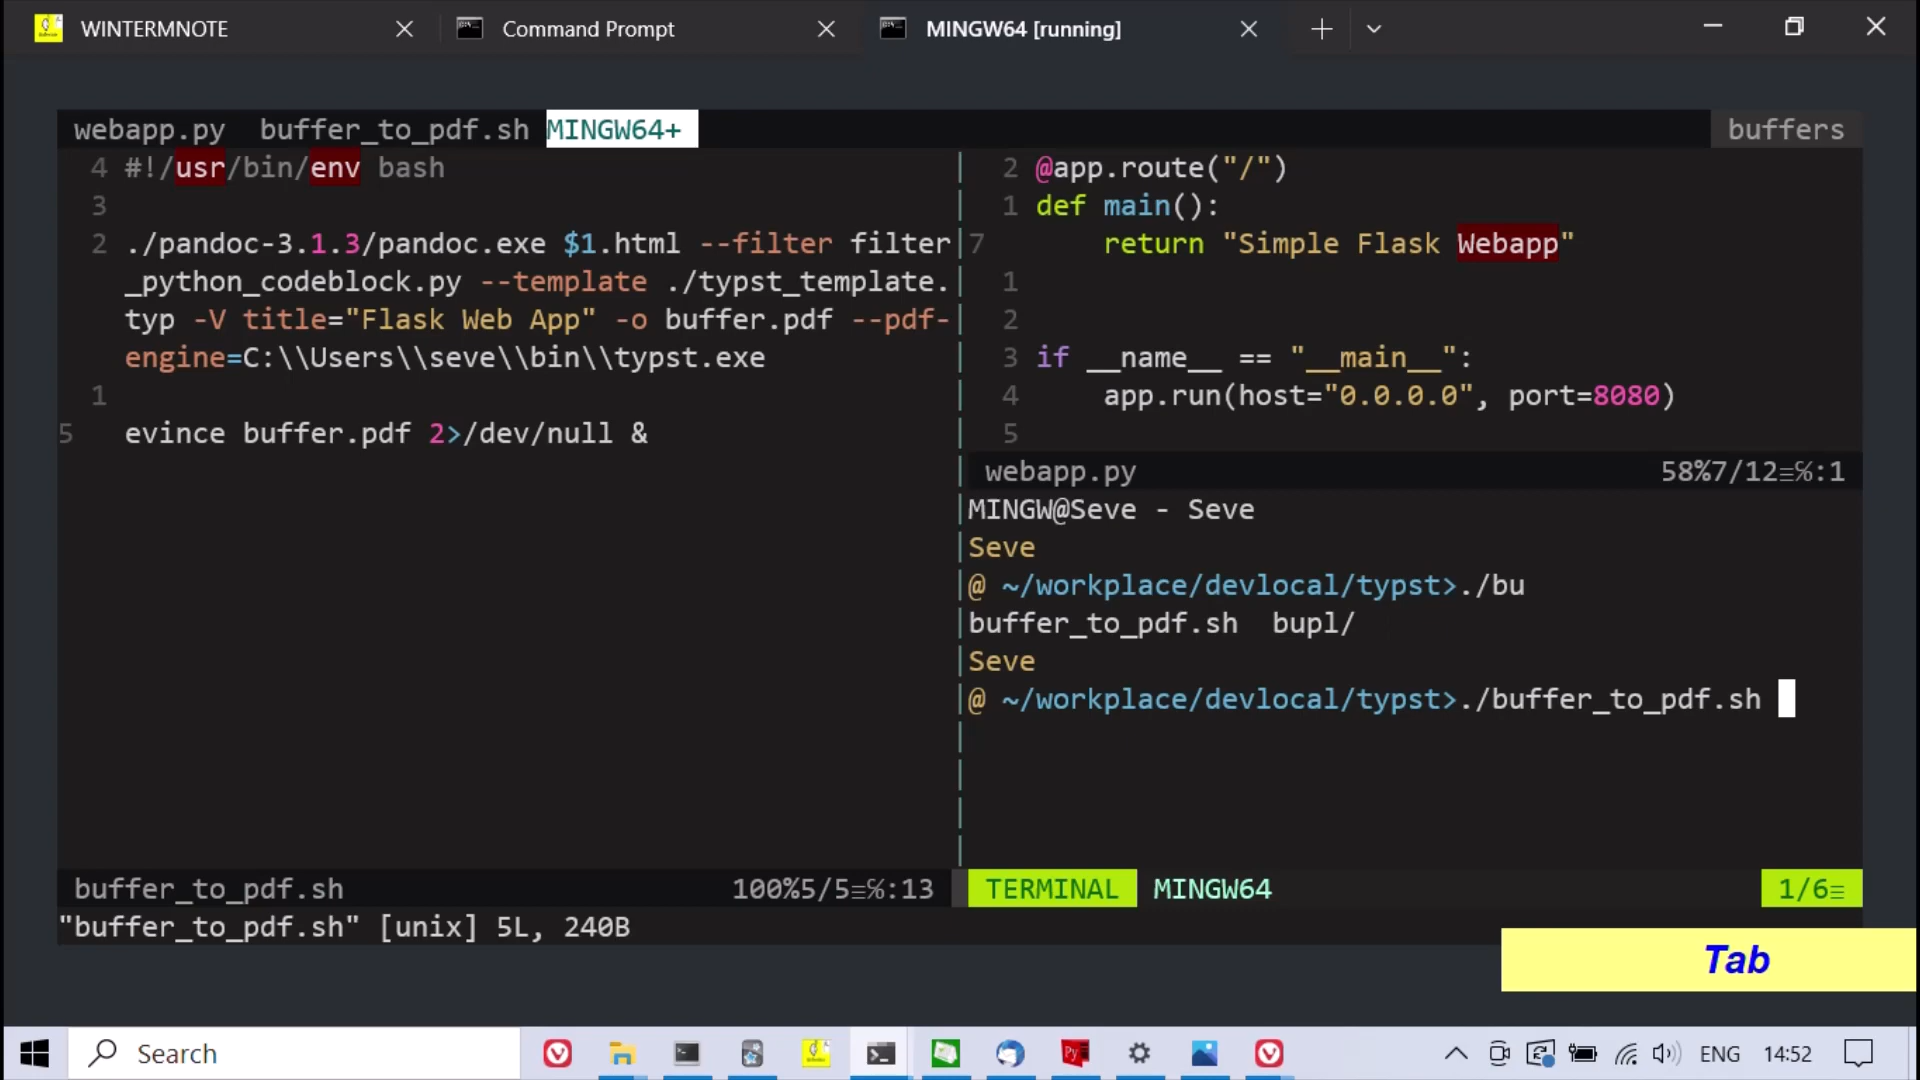 WINTERMNOTE
Command Prompt
MINGW64 [running]
webapp.py buffer_to_pdf.sh MINGW64+
buffers
4 #!/usr/bin/env bash
3
2 ./pandoc-3.1.3/pandoc.exe $1.html --filter filter
_python_codeblock.py --template ./typst_template.
typ -V title="Flask Web App" -o buffer.pdf --pdf-
engine=C:\\Users\\seve\\bin\\typst.exe
1
5 evince buffer.pdf 2>/dev/null &
buffer_to_pdf.sh 100%5/5≡℅:13
"buffer_to_pdf.sh" [unix] 5L, 240B
2 @app.route("/")
1 def main():
7 return "Simple Flask Webapp"
1
2
3 if __name__ == "__main__":
4 app.run(host="0.0.0.0", port=8080)
5
webapp.py 58%7/12≡℅:1
MINGW@Seve - Seve
Seve
@ ~/workplace/devlocal/typst>./bu
buffer_to_pdf.sh bupl/
Seve
@ ~/workplace/devlocal/typst>./buffer_to_pdf.sh
TERMINAL MINGW64 1/6≡
Tab
Search
ENG 14:52